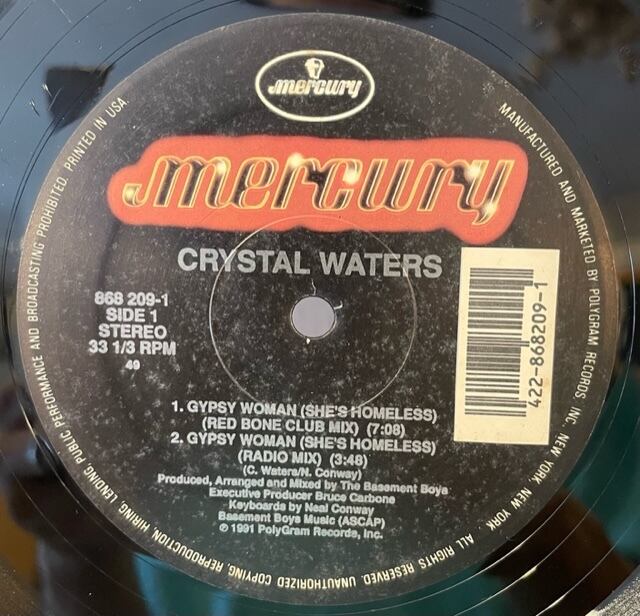 mercury
mercury
CRYSTAL WATERS
868 209-1
SIDE 1
STEREO
33 1/3 RPM
49
422-868209-1
1. GYPSY WOMAN (SHE'S HOMELESS)
(RED BONE CLUB MIX) (7:08)
2. GYPSY WOMAN (SHE'S HOMELESS)
(RADIO MIX) (3:48)
(C. Waters/N. Conway)
Produced, Arranged and Mixed by The Basement Boys
Executive Producer Bruce Carbone
Keyboards by Neal Conway
Basement Boys Music (ASCAP)
℗ 1991 PolyGram Records, Inc.
MANUFACTURED AND MARKETED BY POLYGRAM RECORDS INC. NEW YORK, NEW YORK. ALL RIGHTS RESERVED. UNAUTHORIZED COPYING, REPRODUCTION, HIRING, LENDING, PUBLIC PERFORMANCE AND BROADCASTING PROHIBITED. PRINTED IN USA.